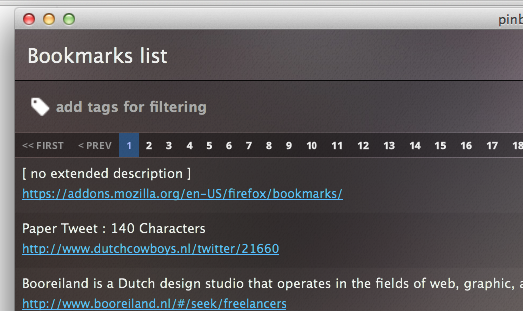 pinb
Bookmarks list
add tags for filtering
<< FIRST < PREV 1 2 3 4 5 6 7 8 9 10 11 12 13 14 15 16 17 18
[ no extended description ]
https://addons.mozilla.org/en-US/firefox/bookmarks/
Paper Tweet : 140 Characters
http://www.dutchcowboys.nl/twitter/21660
Booreiland is a Dutch design studio that operates in the fields of web, graphic, a
http://www.booreiland.nl/#/seek/freelancers